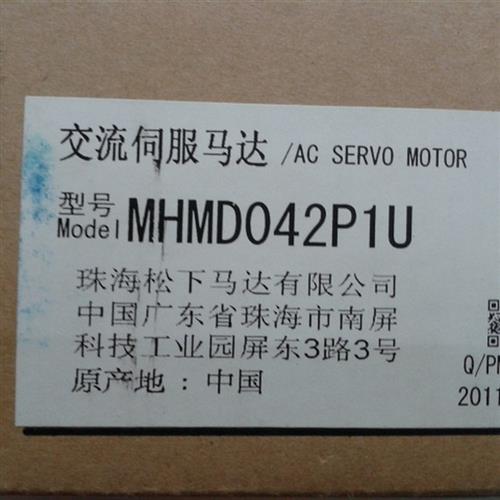 交流伺服马达 /AC SERVO MOTOR
型号
Model MHMD042P1U
珠海松下马达有限公司
中国广东省珠海市南屏
科技工业园屏东3路3号
原产地：中国
Q/P
2011